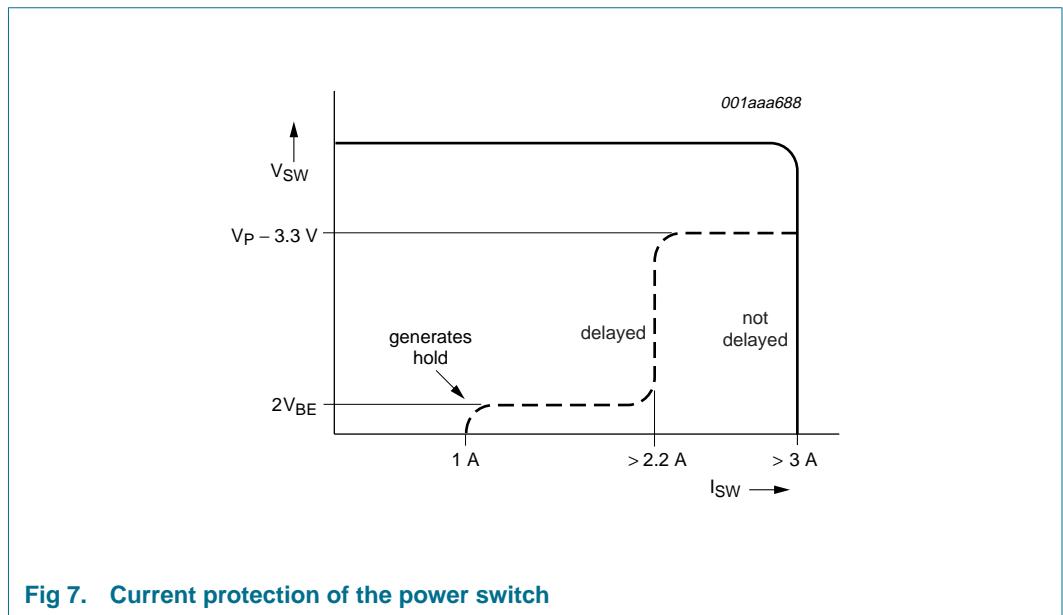 001aaa688
VSW
VP − 3.3 V
generates
hold
delayed
not
delayed
2VBE
1 A
> 2.2 A
> 3 A
ISW
Fig 7. Current protection of the power switch